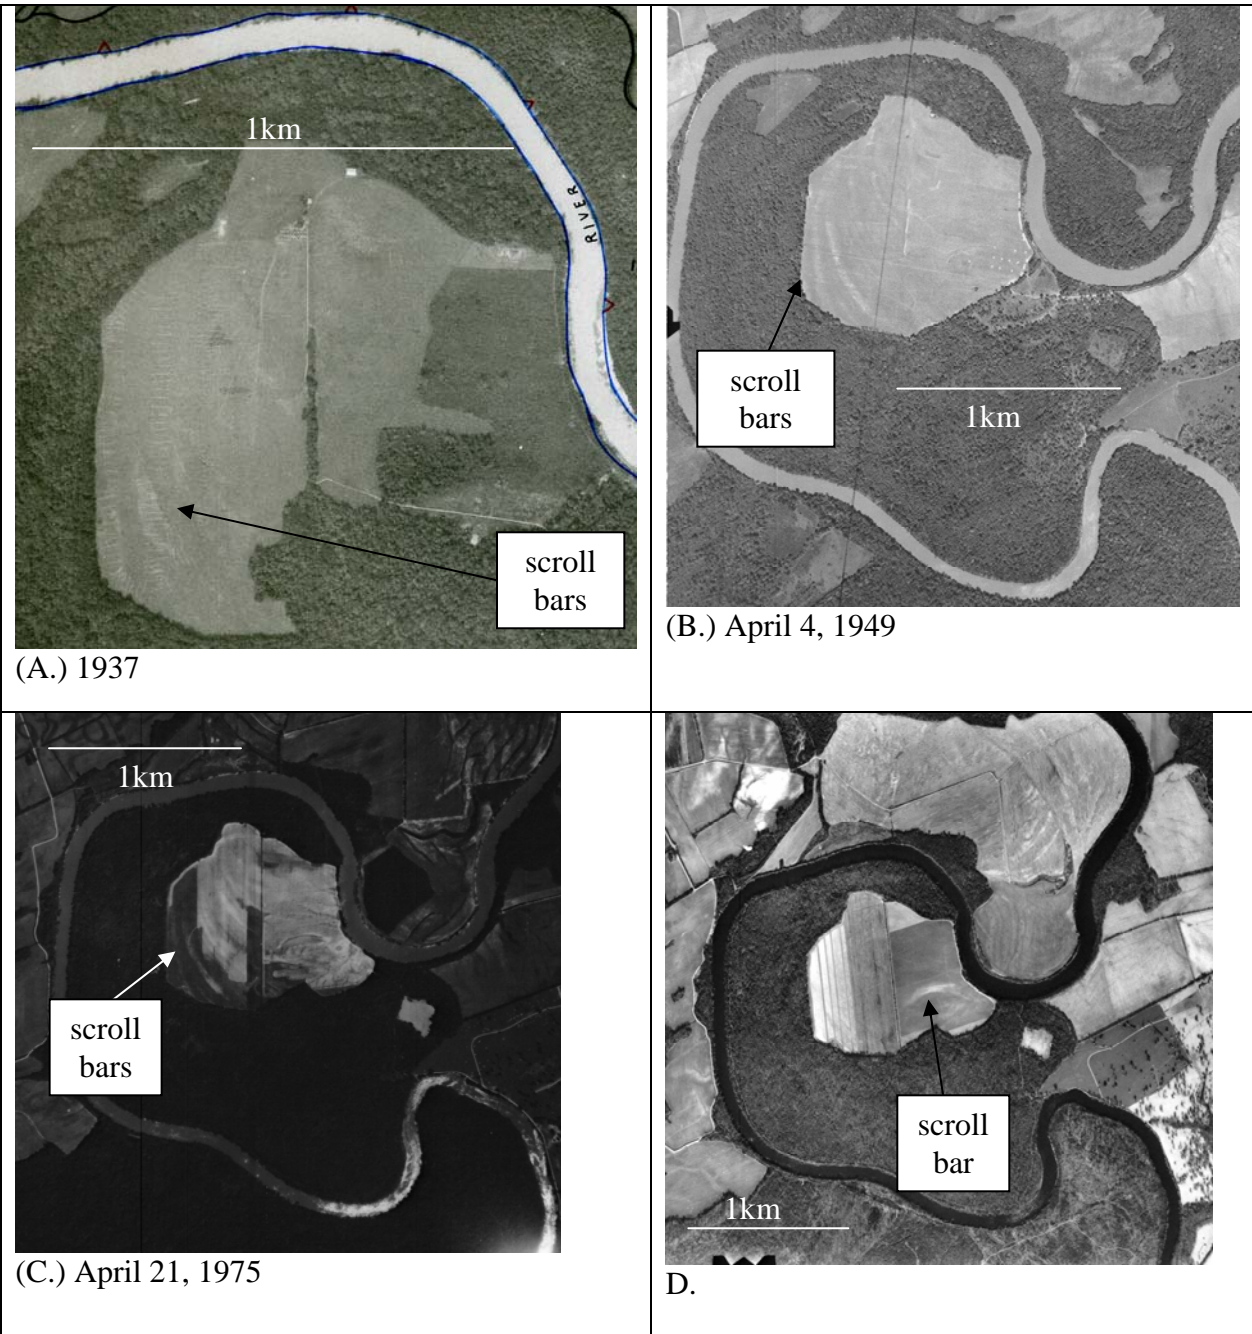 1km
RIVER
scroll
bars
(A.) 1937
1km
scroll
bars
(B.) April 4, 1949
1km
scroll
bars
(C.) April 21, 1975
scroll
bar
1km
D.